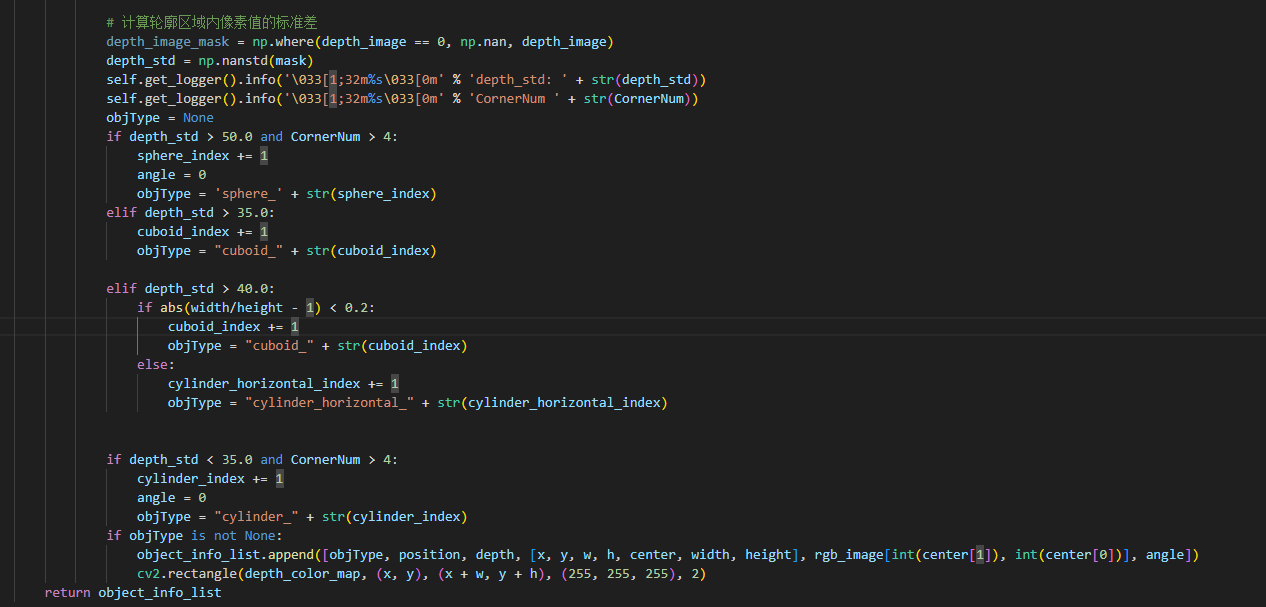 # 计算轮廓区域内像素值的标准差
depth_image_mask = np.where(depth_image == 0, np.nan, depth_image)
depth_std = np.nanstd(mask)
self.get_logger().info('\033[1;32m%s\033[0m' % 'depth_std: ' + str(depth_std))
self.get_logger().info('\033[1;32m%s\033[0m' % 'CornerNum ' + str(CornerNum))
objType = None
if depth_std > 50.0 and CornerNum > 4:
    sphere_index += 1
    angle = 0
    objType = 'sphere_' + str(sphere_index)
elif depth_std > 35.0:
    cuboid_index += 1
    objType = "cuboid_" + str(cuboid_index)

elif depth_std > 40.0:
    if abs(width/height - 1) < 0.2:
        cuboid_index += 1
        objType = "cuboid_" + str(cuboid_index)
    else:
        cylinder_horizontal_index += 1
        objType = "cylinder_horizontal_" + str(cylinder_horizontal_index)


if depth_std < 35.0 and CornerNum > 4:
    cylinder_index += 1
    angle = 0
    objType = "cylinder_" + str(cylinder_index)
if objType is not None:
    object_info_list.append([objType, position, depth, [x, y, w, h, center, width, height], rgb_image[int(center[1]), int(center[0])], angle])
    cv2.rectangle(depth_color_map, (x, y), (x + w, y + h), (255, 255, 255), 2)
return object_info_list